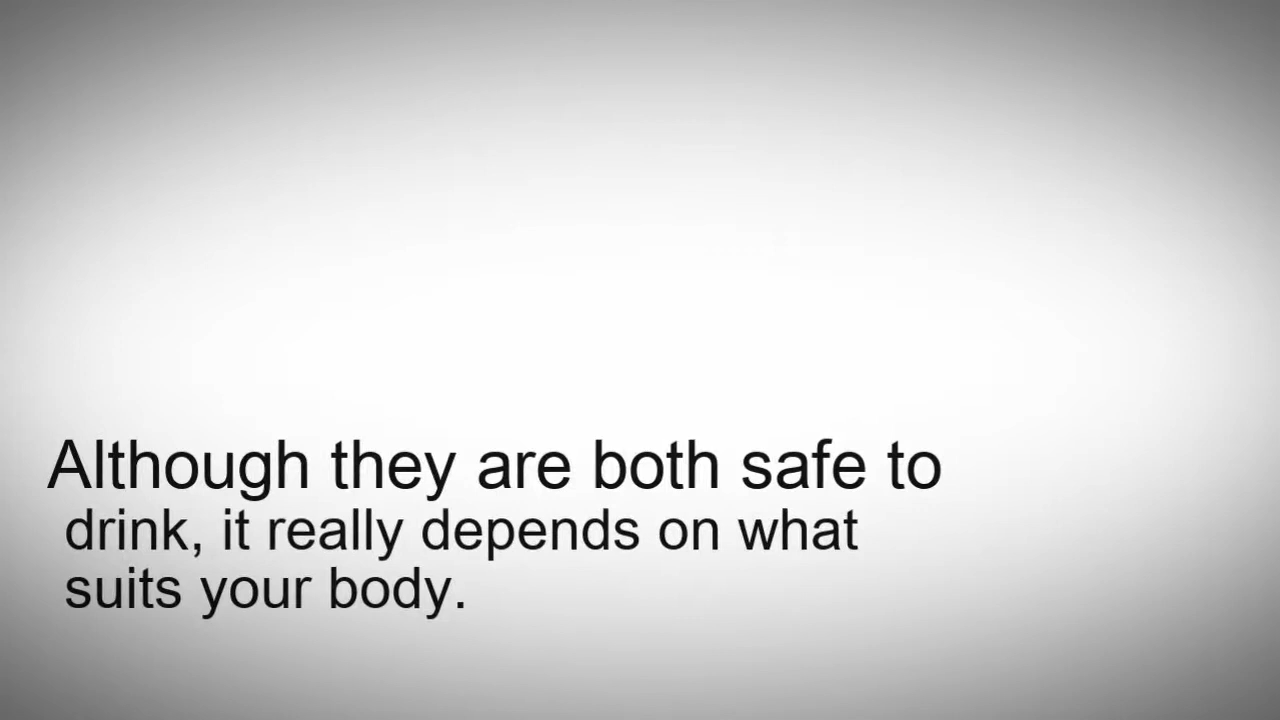 Although they are both safe to
drink, it really depends on what
suits your body.